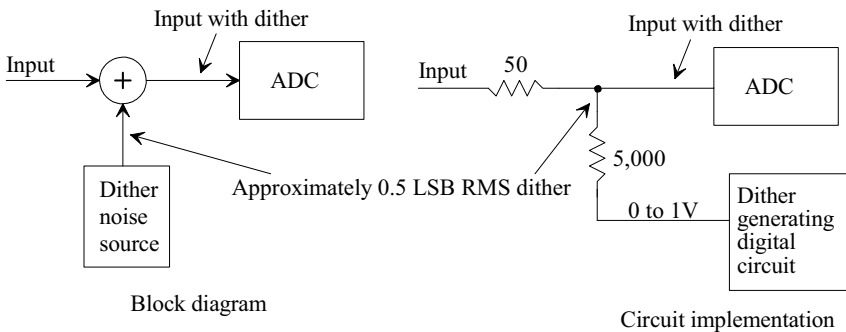 Input with dither
Input
+
ADC
Dither
noise
source
Approximately 0.5 LSB RMS dither
Block diagram
Input with dither
Input
50
ADC
5,000
0 to 1V
Dither
generating
digital
circuit
Circuit implementation